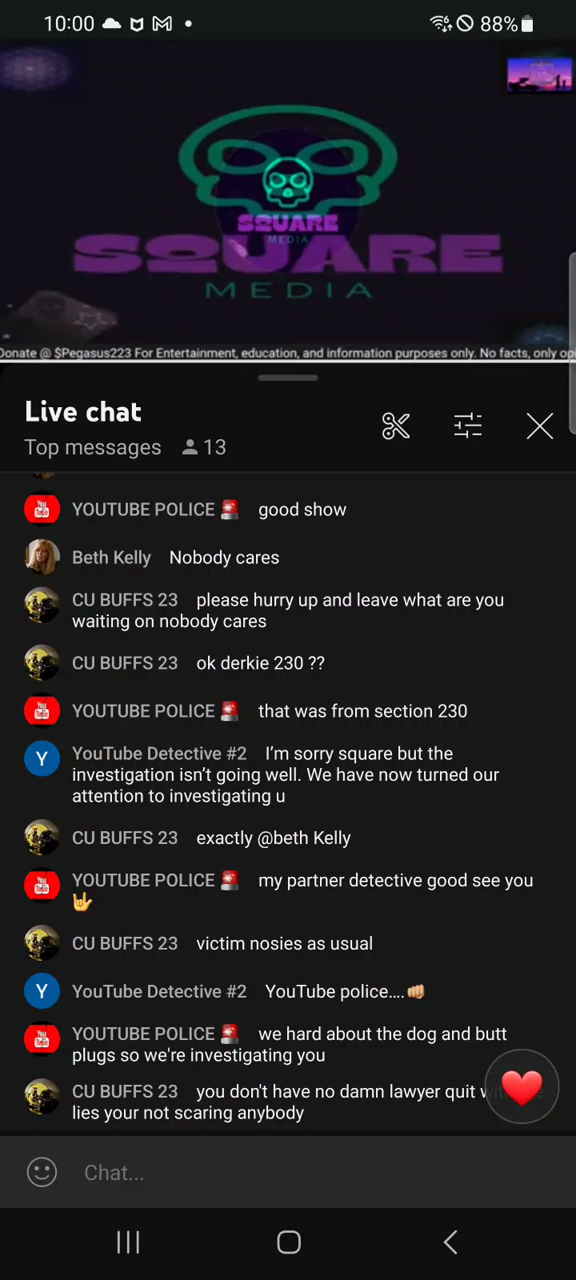 10:00
88%
SQUARE
MEDIA
SQUARE
MEDIA
Donate @ $Pegasus223 For Entertainment, education, and information purposes only. No facts, only opi
Live chat
Top messages 13
YOUTUBE POLICE 🚨 good show
Beth Kelly Nobody cares
CU BUFFS 23 please hurry up and leave what are you
waiting on nobody cares
CU BUFFS 23 ok derkie 230 ??
YOUTUBE POLICE 🚨 that was from section 230
Y
YouTube Detective #2 I'm sorry square but the
investigation isn't going well. We have now turned our
attention to investigating u
CU BUFFS 23 exactly @beth Kelly
YOUTUBE POLICE 🚨 my partner detective good see you
🤟
CU BUFFS 23 victim nosies as usual
Y
YouTube Detective #2 YouTube police....👊
YOUTUBE POLICE 🚨 we hard about the dog and butt
plugs so we're investigating you
CU BUFFS 23 you don't have no damn lawyer quit
lies your not scaring anybody
Chat...